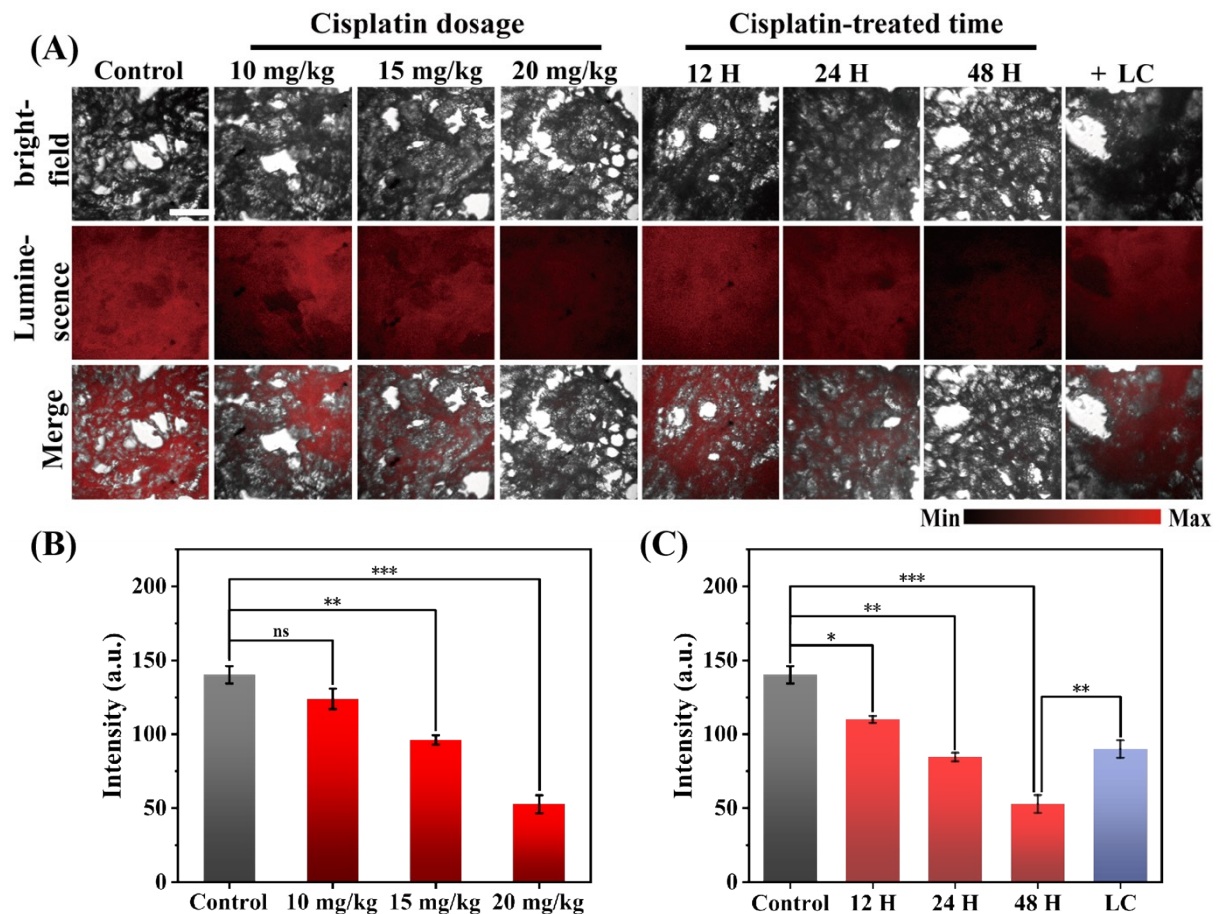 (A)
Cisplatin dosage
Cisplatin-treated time
Control
10 mg/kg
15 mg/kg
20 mg/kg
12 H
24 H
48 H
+ LC
bright-
field
Lumine-
scence
Merge
Min
Max
(B)
Intensity (a.u.)
200
150
100
50
0
***
**
ns
Control
10 mg/kg
15 mg/kg
20 mg/kg
(C)
Intensity (a.u.)
200
150
100
50
0
***
**
*
**
Control
12 H
24 H
48 H
LC